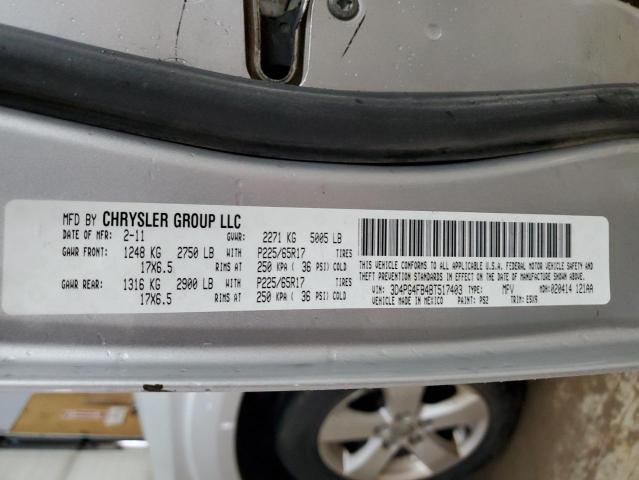 MFD BY CHRYSLER GROUP LLC
DATE OF MFR: 2-11 GVWR: 2271 KG 5005 LB
GAWR FRONT: 1248 KG 2750 LB WITH P225/65R17 TIRES
17X6.5 RIMS AT 250 KPA ( 36 PSI) COLD
GAWR REAR: 1316 KG 2900 LB WITH P225/65R17 TIRES
17X6.5 RIMS AT 250 KPA ( 36 PSI) COLD
THIS VEHICLE CONFORMS TO ALL APPLICABLE U.S.A. FEDERAL MOTOR VEHICLE SAFETY AND
THEFT PREVENTION STANDARDS IN EFFECT ON THE DATE OF MANUFACTURE SHOWN ABOVE.
VIN: 3D4PG4FB4BT517403 TYPE: MPV MDH: 020414 121AA
VEHICLE MADE IN MEXICO PAINT: PS2 TRIM: E5X9